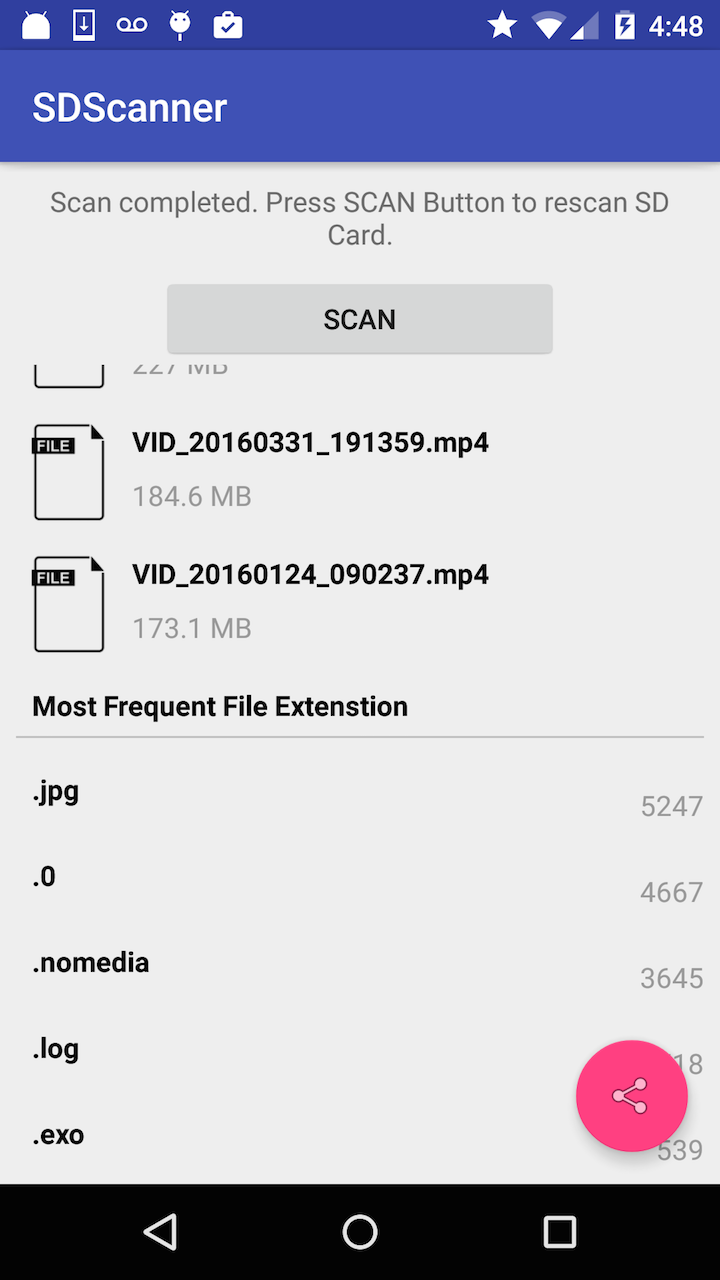 4:48
SDScanner
Scan completed. Press SCAN Button to rescan SD
Card.
SCAN
227 MB
FILE
VID_20160331_191359.mp4
184.6 MB
FILE
VID_20160124_090237.mp4
173.1 MB
Most Frequent File Extenstion
.jpg
5247
.0
4667
.nomedia
3645
.log
.exo
539